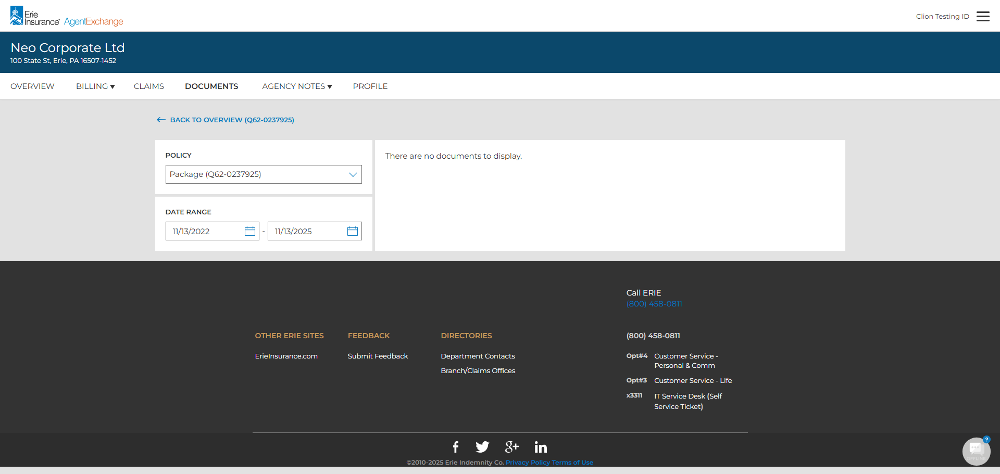 Erie
Insurance® AgentExchange
Clion Testing ID
Neo Corporate Ltd
100 State St, Erie, PA 16507-1452
OVERVIEW BILLING CLAIMS DOCUMENTS AGENCY NOTES PROFILE
BACK TO OVERVIEW (Q62-0237925)
POLICY
Package (Q62-0237925)
DATE RANGE
11/13/2022 - 11/13/2025
There are no documents to display.
Call ERIE
(800) 458-0811
OTHER ERIE SITES
ErieInsurance.com
FEEDBACK
Submit Feedback
DIRECTORIES
Department Contacts
Branch/Claims Offices
(800) 458-0811
Opt#4 Customer Service -
Personal & Comm
Opt#3 Customer Service - Life
x3311 IT Service Desk (Self
Service Ticket)
©2010-2025 Erie Indemnity Co. Privacy Policy Terms of Use
?
OFFLINE